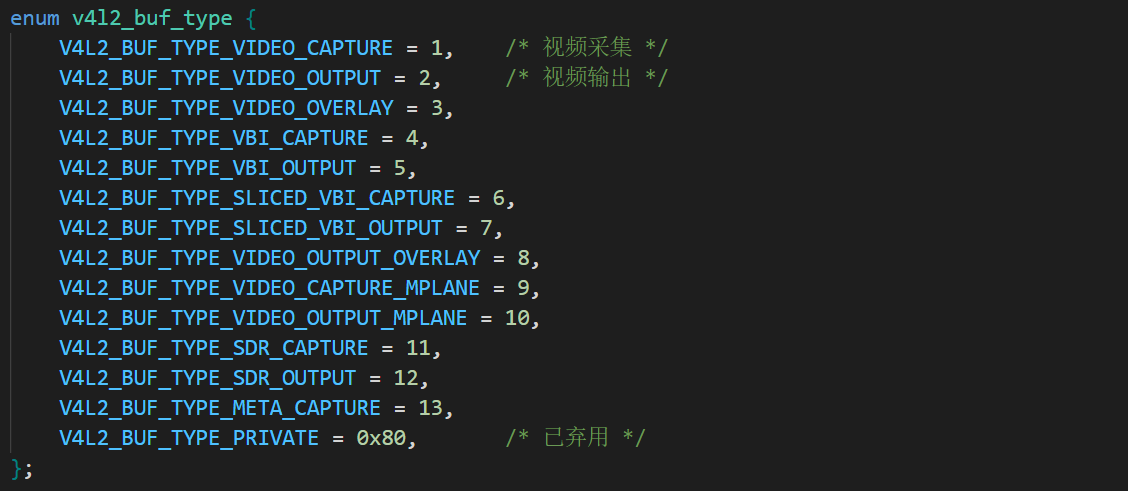 enum v4l2_buf_type {
    V4L2_BUF_TYPE_VIDEO_CAPTURE = 1,    /* 视频采集 */
    V4L2_BUF_TYPE_VIDEO_OUTPUT = 2,     /* 视频输出 */
    V4L2_BUF_TYPE_VIDEO_OVERLAY = 3,
    V4L2_BUF_TYPE_VBI_CAPTURE = 4,
    V4L2_BUF_TYPE_VBI_OUTPUT = 5,
    V4L2_BUF_TYPE_SLICED_VBI_CAPTURE = 6,
    V4L2_BUF_TYPE_SLICED_VBI_OUTPUT = 7,
    V4L2_BUF_TYPE_VIDEO_OUTPUT_OVERLAY = 8,
    V4L2_BUF_TYPE_VIDEO_CAPTURE_MPLANE = 9,
    V4L2_BUF_TYPE_VIDEO_OUTPUT_MPLANE = 10,
    V4L2_BUF_TYPE_SDR_CAPTURE = 11,
    V4L2_BUF_TYPE_SDR_OUTPUT = 12,
    V4L2_BUF_TYPE_META_CAPTURE = 13,
    V4L2_BUF_TYPE_PRIVATE = 0x80,       /* 已弃用 */
};